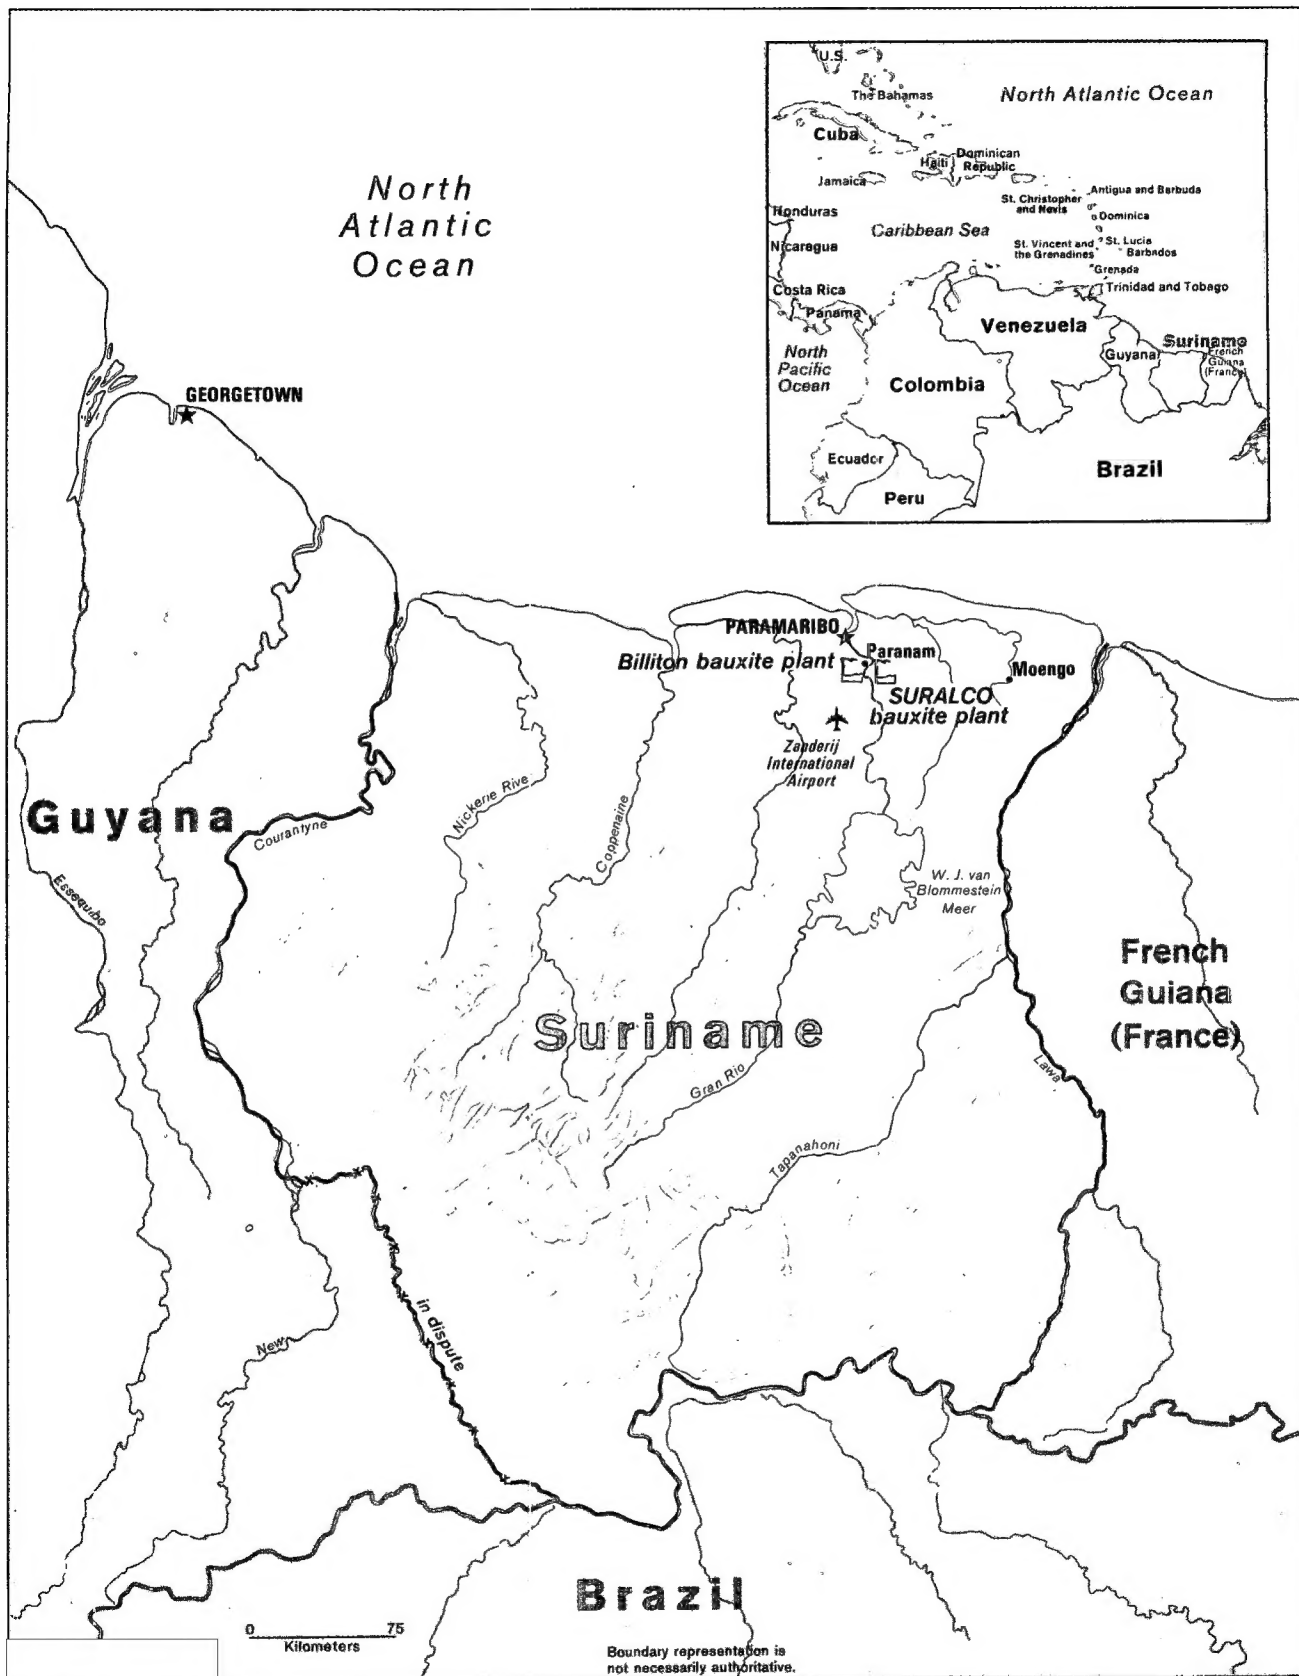 U.S.
The Bahamas
North Atlantic Ocean
Cuba
Haiti
Dominican
Republic
Jamaica
Antigua and Barbuda
St. Christopher
and Nevis
Dominica
Honduras
Caribbean Sea
Nicaragua
St. Vincent and
the Grenadines
St. Lucia
Barbados
Grenada
Costa Rica
Trinidad and Tobago
Panama
Venezuela
Suriname
Guyana
French
Guiana
(France)
North
Pacific
Ocean
Colombia
Ecuador
Brazil
Peru
North
Atlantic
Ocean
GEORGETOWN
PARAMARIBO
Paranam
Billiton bauxite plant
Moengo
SURALCO
bauxite plant
Zanderij
International
Airport
Guyana
Courantyne
Nickerie Rive
Coppename
Essequibo
W. J. van
Blommestein
Meer
French
Guiana
(France)
Suriname
Gran Rio
Lawa
Tapanahoni
in dispute
New
Brazil
0 75
Kilometers
Boundary representation is
not necessarily authoritative.